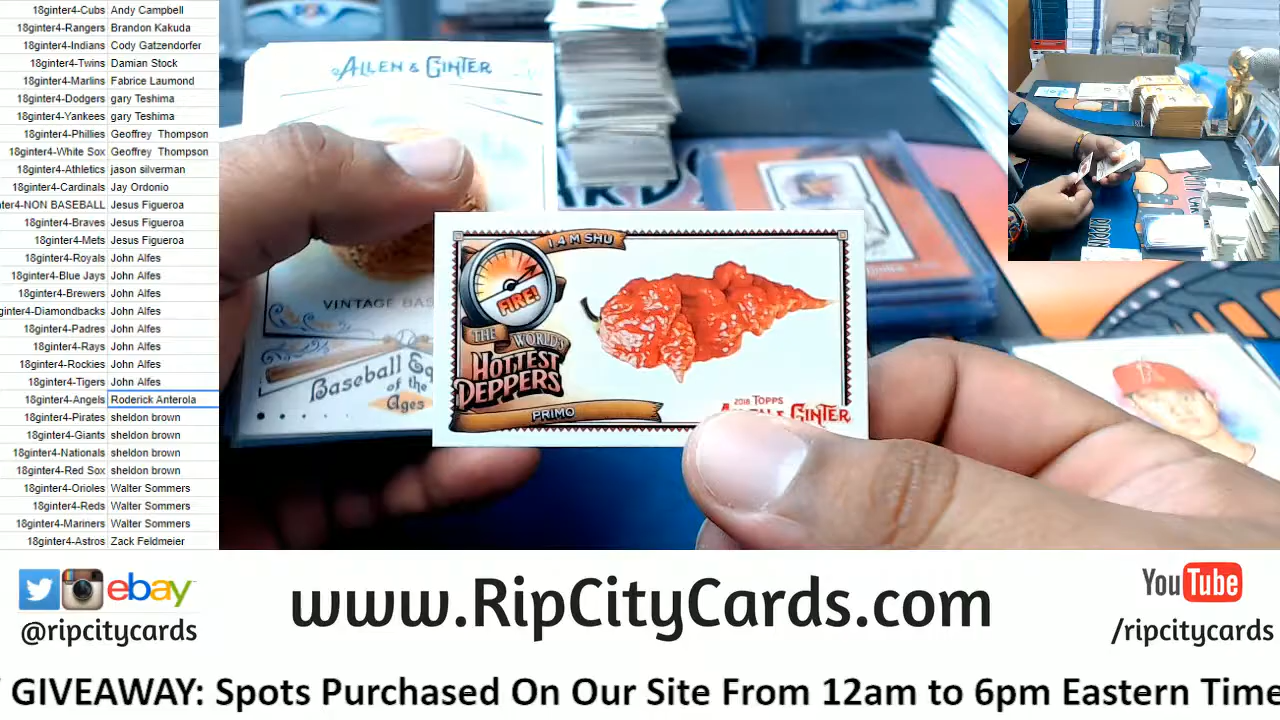 18ginter4-Cubs Andy Campbell
18ginter4-Rangers Brandon Kakuda
18ginter4-Indians Cody Gatzendorfer
18ginter4-Twins Damian Stock
18ginter4-Marlins Fabrice Laumond
18ginter4-Dodgers gary Teshima
18ginter4-Yankees gary Teshima
18ginter4-Phillies Geoffrey Thompson
18ginter4-White Sox Geoffrey Thompson
18ginter4-Athletics jason silverman
18ginter4-Cardinals Jay Ordonio
nter4-NON BASEBALL Jesus Figueroa
18ginter4-Braves Jesus Figueroa
18ginter4-Mets Jesus Figueroa
18ginter4-Royals John Alfes
18ginter4-Blue Jays John Alfes
18ginter4-Brewers John Alfes
ginter4-Diamondbacks John Alfes
18ginter4-Padres John Alfes
18ginter4-Rays John Alfes
18ginter4-Rockies John Alfes
18ginter4-Tigers John Alfes
18ginter4-Angels Roderick Anterola
18ginter4-Pirates sheldon brown
18ginter4-Giants sheldon brown
18ginter4-Nationals sheldon brown
18ginter4-Red Sox sheldon brown
18ginter4-Orioles Walter Sommers
18ginter4-Reds Walter Sommers
18ginter4-Mariners Walter Sommers
18ginter4-Astros Zack Feldmeier
ALLEN & GINTER
VINTAGE BAS
Baseball Eq
of the
Ages
1.4 M SHU
FIRE!
THE WORLD'S
HOTTEST
PEPPERS
PRIMO
2018 TOPPS
ALLEN & GINTER
ebay
@ripcitycards
www.RipCityCards.com
YouTube
/ripcitycards
GIVEAWAY: Spots Purchased On Our Site From 12am to 6pm Eastern Time